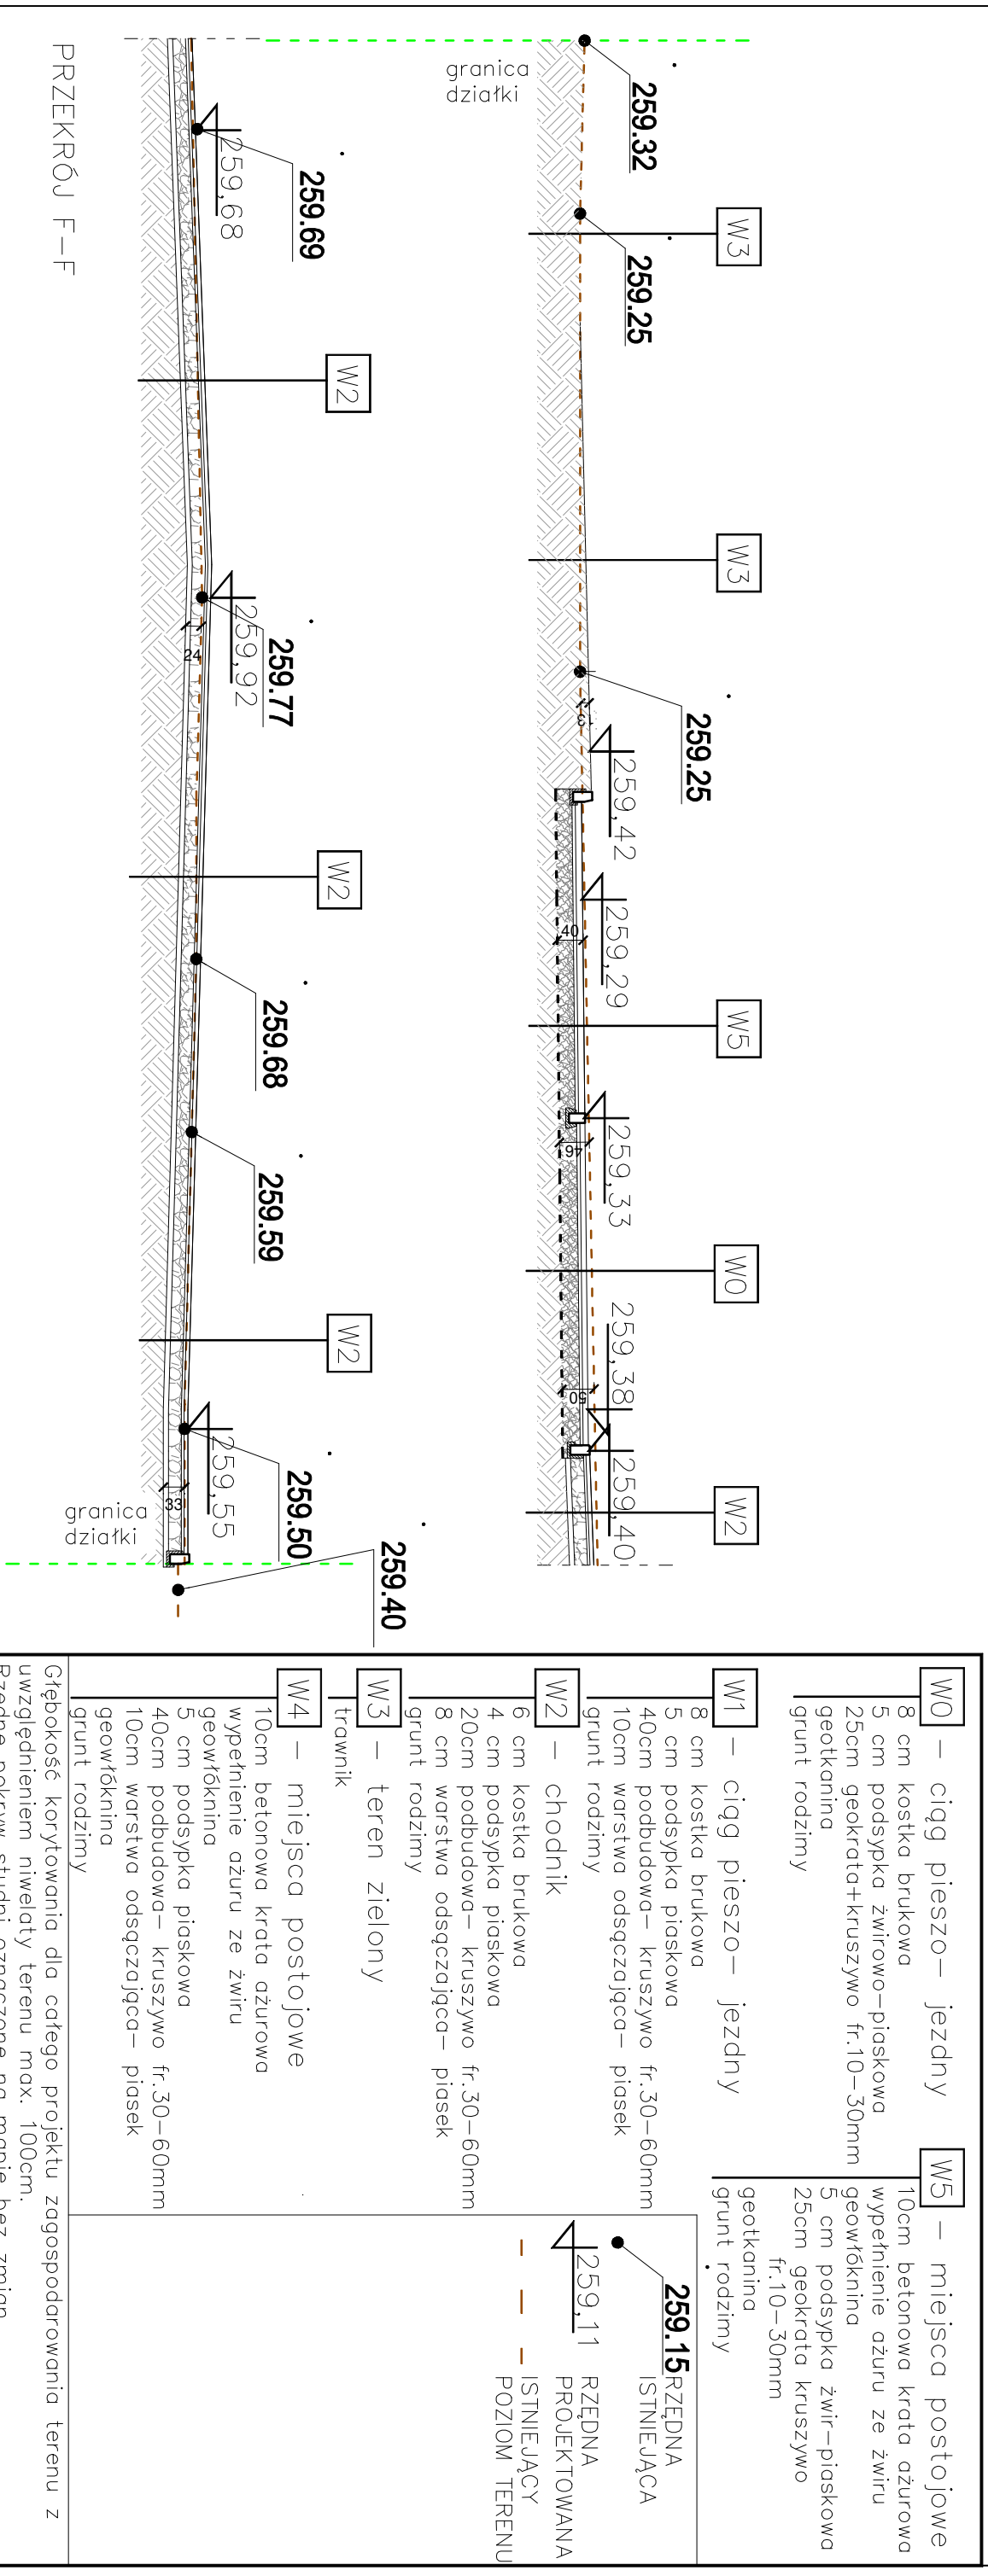 granica
działki
259.32
W3
259.25
W3
259.25
13
259,42
259,29
40
W5
259,33
46
W0
259,38
50
259,40
W2
259,68
259.69
W2
259,92
259.77
24
W2
259.68
259.59
W2
259,55
259.50
33
granica
działki
259.40
PRZEKRÓJ F-F
W0 – ciąg pieszo– jezdny
8 cm kostka brukowa
5 cm podsypka żwirowo-piaskowa
25cm geokrata+kruszywo fr.10-30mm
geotkanina
grunt rodzimy
W5 – miejsca postojowe
10cm betonowa krata ażurowa
wypełnienie ażuru ze żwiru
geowłóknina
5 cm podsypka żwir-piaskowa
25cm geokrata kruszywo
fr.10-30mm
geotkanina
grunt rodzimy
W1 – ciąg pieszo– jezdny
8 cm kostka brukowa
5 cm podsypka piaskowa
40cm podbudowa– kruszywo fr.30-60mm
10cm warstwa odsączająca– piasek
grunt rodzimy
W2 – chodnik
6 cm kostka brukowa
4 cm podsypka piaskowa
20cm podbudowa– kruszywo fr.30-60mm
8 cm warstwa odsączająca– piasek
grunt rodzimy
W3 – teren zielony
trawnik
W4 – miejsca postojowe
10cm betonowa krata ażurowa
wypełnienie ażuru ze żwiru
geowłóknina
5 cm podsypka piaskowa
40cm podbudowa– kruszywo fr.30-60mm
10cm warstwa odsączająca– piasek
geowłóknina
grunt rodzimy
259.15
RZĘDNA
ISTNIEJĄCA
259,11
RZĘDNA
PROJEKTOWANA
ISTNIEJĄCY
POZIOM TERENU
Głębokość korytowania dla całego projektu zagospodarowania terenu z
uwzględnieniem niwelaty terenu max. 100cm.
Rzędne pokryw studni oznaczone na mapie bez zmian